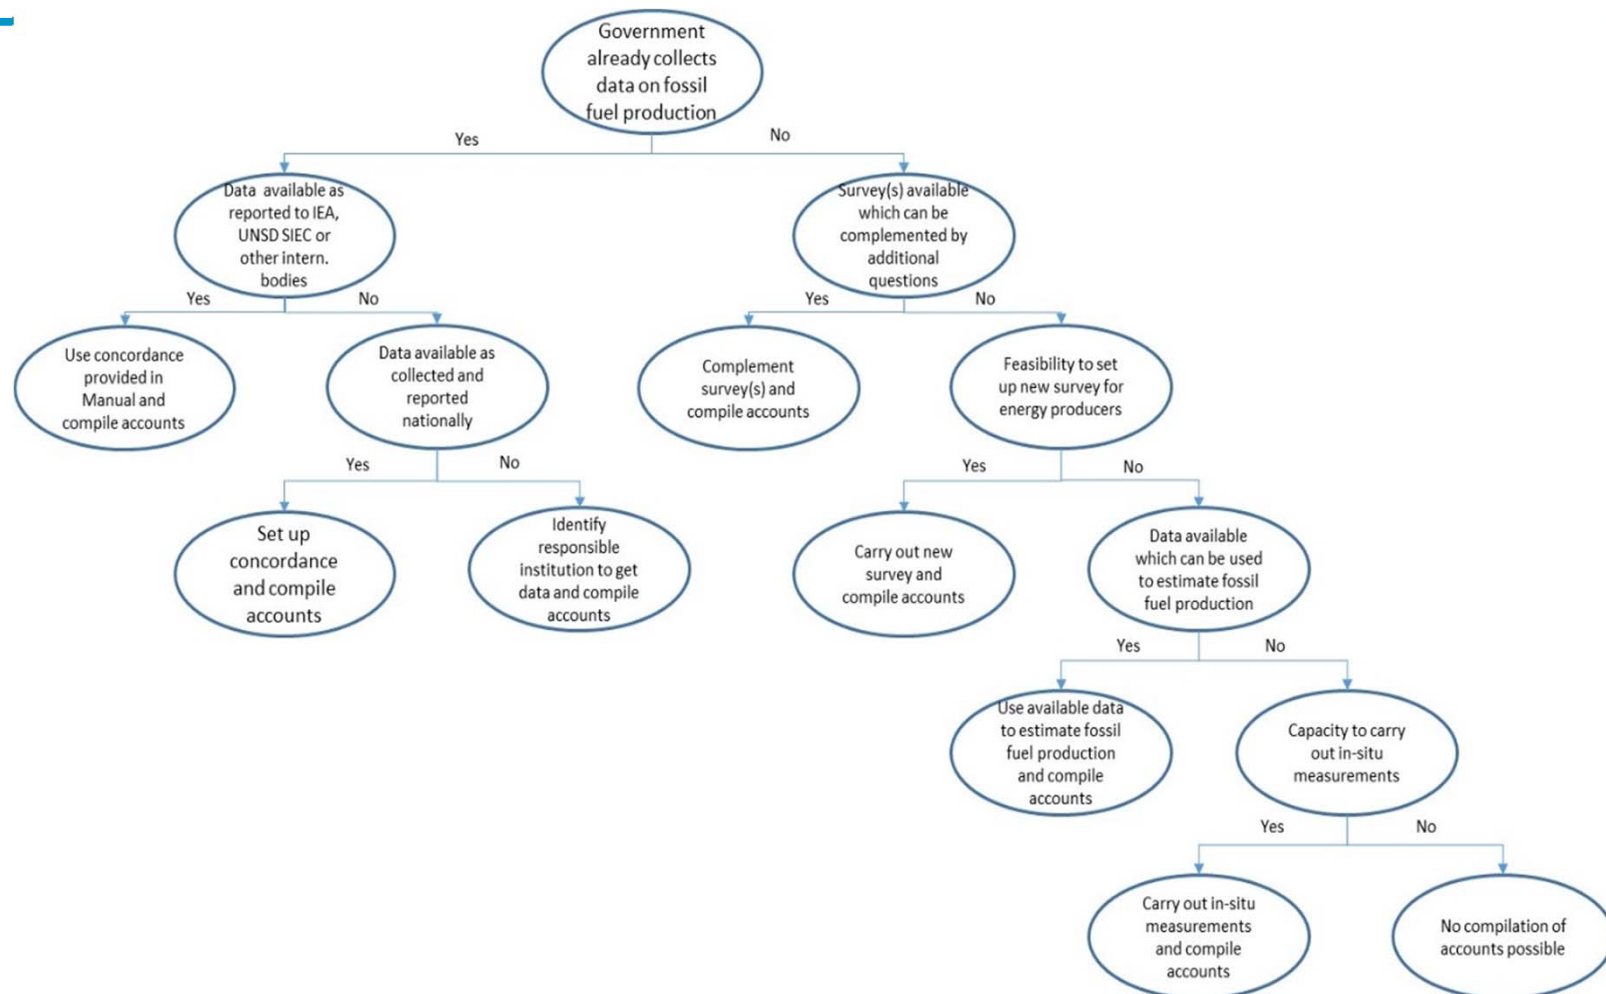 Government
already collects
data on fossil
fuel production
Yes
No
Data available as
reported to IEA,
UNSD SIEC or
other intern.
bodies
Survey(s) available
which can be
complemented by
additional
questions
Yes
No
Yes
No
Use concordance
provided in
Manual and
compile accounts
Data available as
collected and
reported
nationally
Complement
survey(s) and
compile accounts
Feasibility to set
up new survey for
energy producers
Yes
No
Yes
No
Set up
concordance
and compile
accounts
Identify
responsible
institution to get
data and compile
accounts
Carry out new
survey and
compile accounts
Data available
which can be used
to estimate fossil
fuel production
Yes
No
Use available data
to estimate fossil
fuel production
and compile
accounts
Capacity to carry
out in-situ
measurements
Yes
No
Carry out in-situ
measurements
and compile
accounts
No compilation of
accounts possible